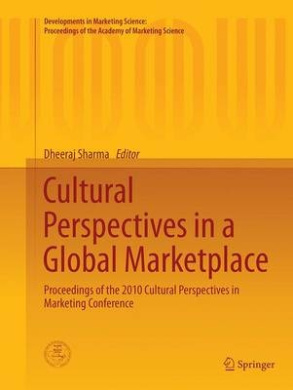 Developments in Marketing Science:
Proceedings of the Academy of Marketing Science
Dheeraj Sharma Editor
Cultural
Perspectives in a
Global Marketplace
Proceedings of the 2010 Cultural Perspectives in
Marketing Conference
Springer